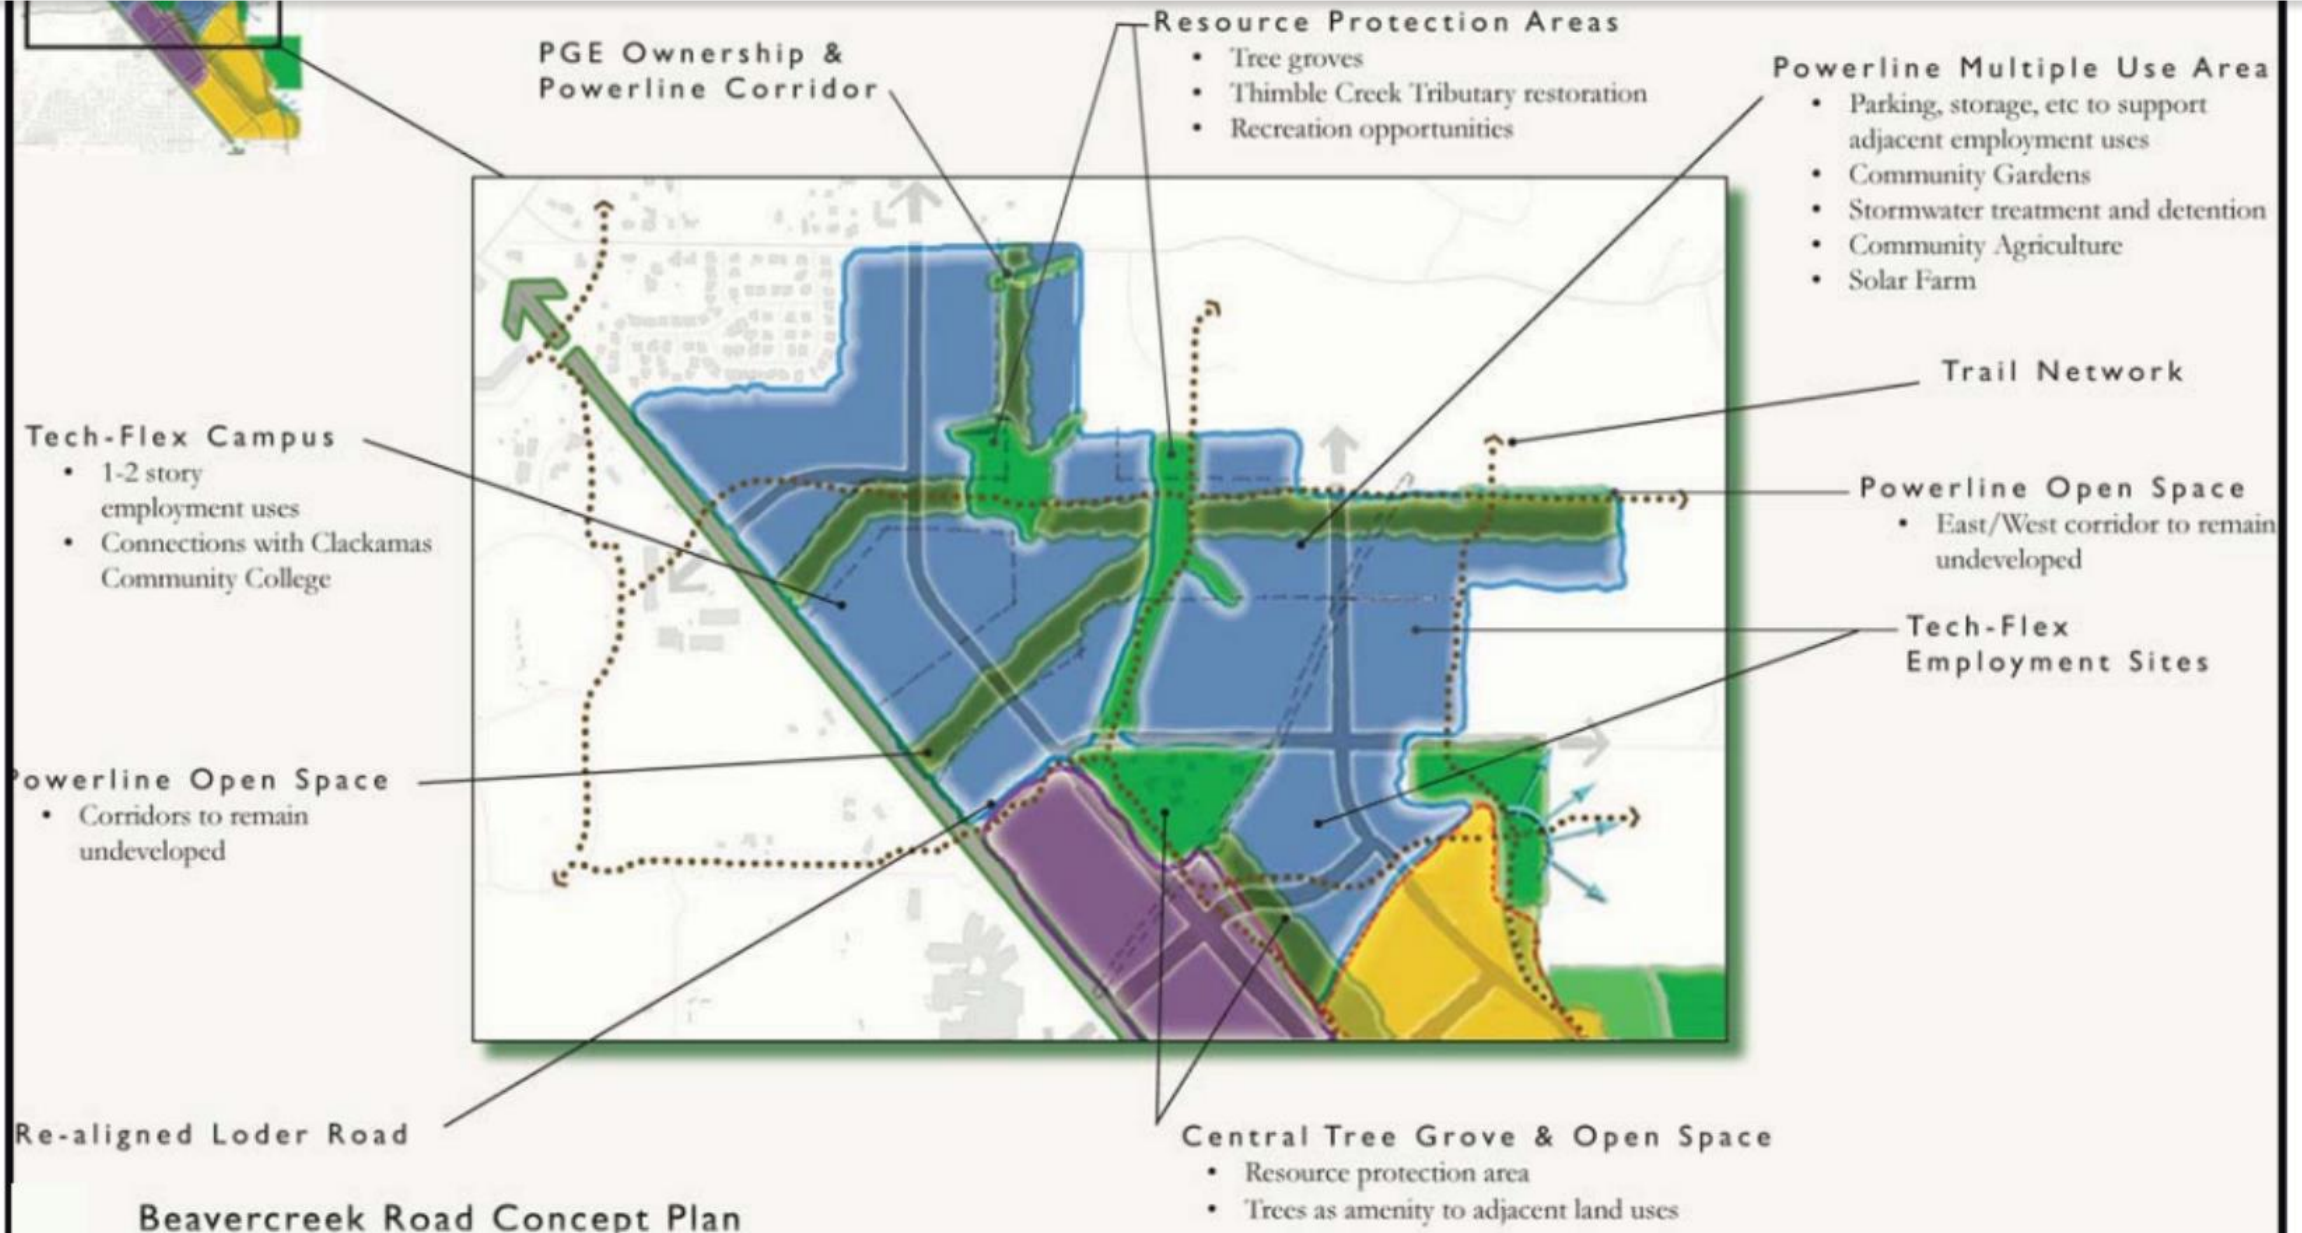 PGE Ownership &
Powerline Corridor
Resource Protection Areas
• Tree groves
• Thimble Creek Tributary restoration
• Recreation opportunities
Powerline Multiple Use Area
• Parking, storage, etc to support
adjacent employment uses
• Community Gardens
• Stormwater treatment and detention
• Community Agriculture
• Solar Farm
Trail Network
Tech-Flex Campus
• 1-2 story
employment uses
• Connections with Clackamas
Community College
Powerline Open Space
• East/West corridor to remain
undeveloped
Tech-Flex
Employment Sites
Powerline Open Space
• Corridors to remain
undeveloped
Re-aligned Loder Road
Central Tree Grove & Open Space
• Resource protection area
• Trees as amenity to adjacent land uses
Beavercreek Road Concept Plan